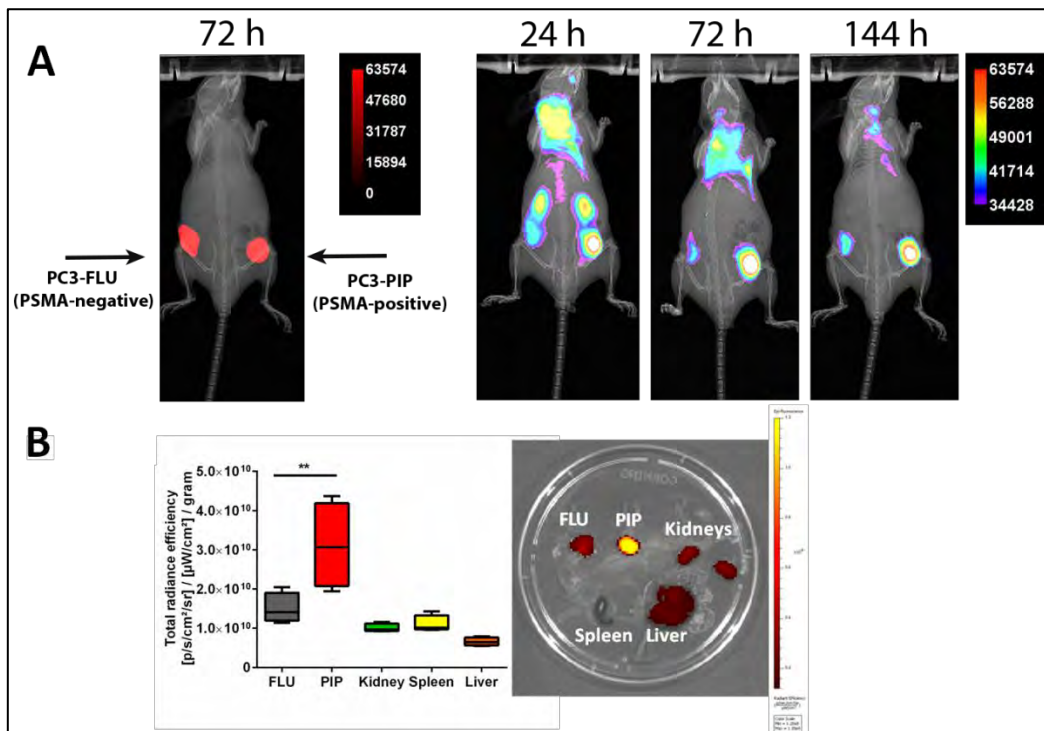 A
72 h
63574
47680
31787
15894
0
PC3-FLU
(PSMA-negative)
PC3-PIP
(PSMA-positive)
24 h
72 h
144 h
63574
56288
49001
41714
34428
B
Total radiance efficiency
[p/s/cm²/sr] / [µW/cm²] / gram
5.0×10¹⁰
4.0×10¹⁰
3.0×10¹⁰
2.0×10¹⁰
1.0×10¹⁰
0
**
FLU
PIP
Kidney
Spleen
Liver
FLU
PIP
Kidneys
Spleen
Liver
Color Scale